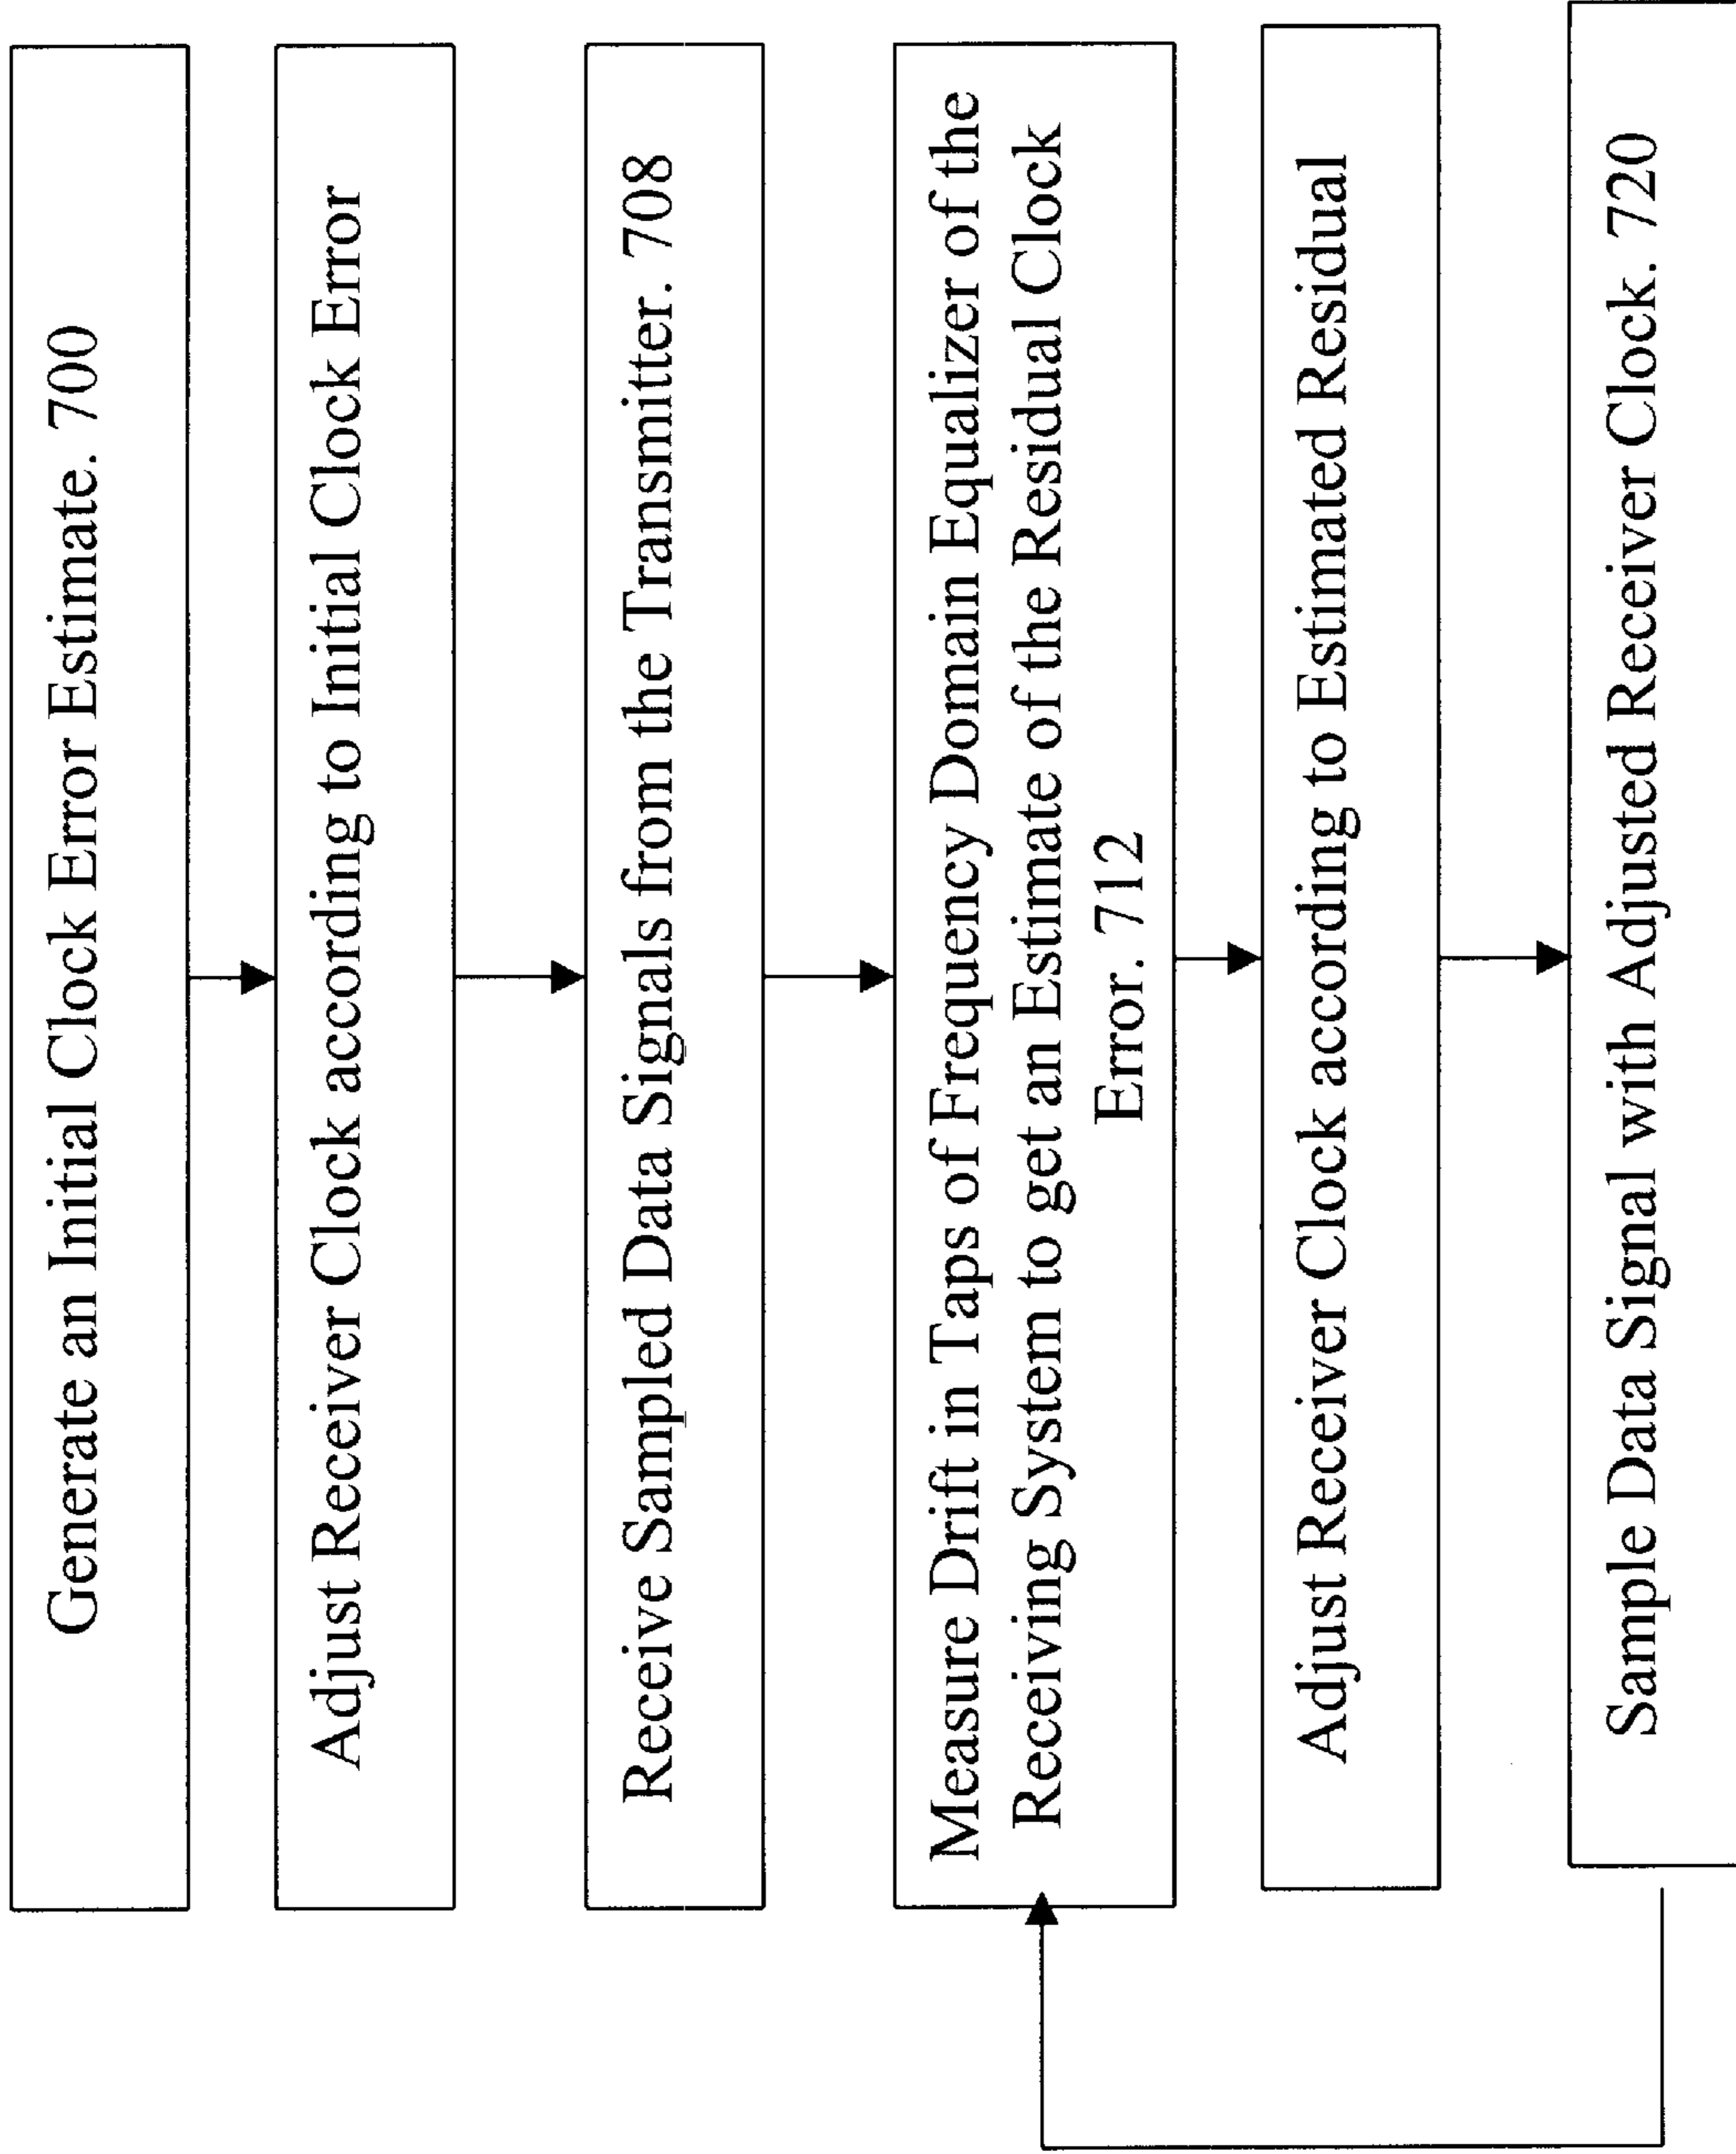 Generate an Initial Clock Error Estimate. 700
Adjust Receiver Clock according to Initial Clock Error
Receive Sampled Data Signals from the Transmitter. 708
Measure Drift in Taps of Frequency Domain Equalizer of the
Receiving System to get an Estimate of the Residual Clock
Error. 712
Adjust Receiver Clock according to Estimated Residual
Sample Data Signal with Adjusted Receiver Clock. 720